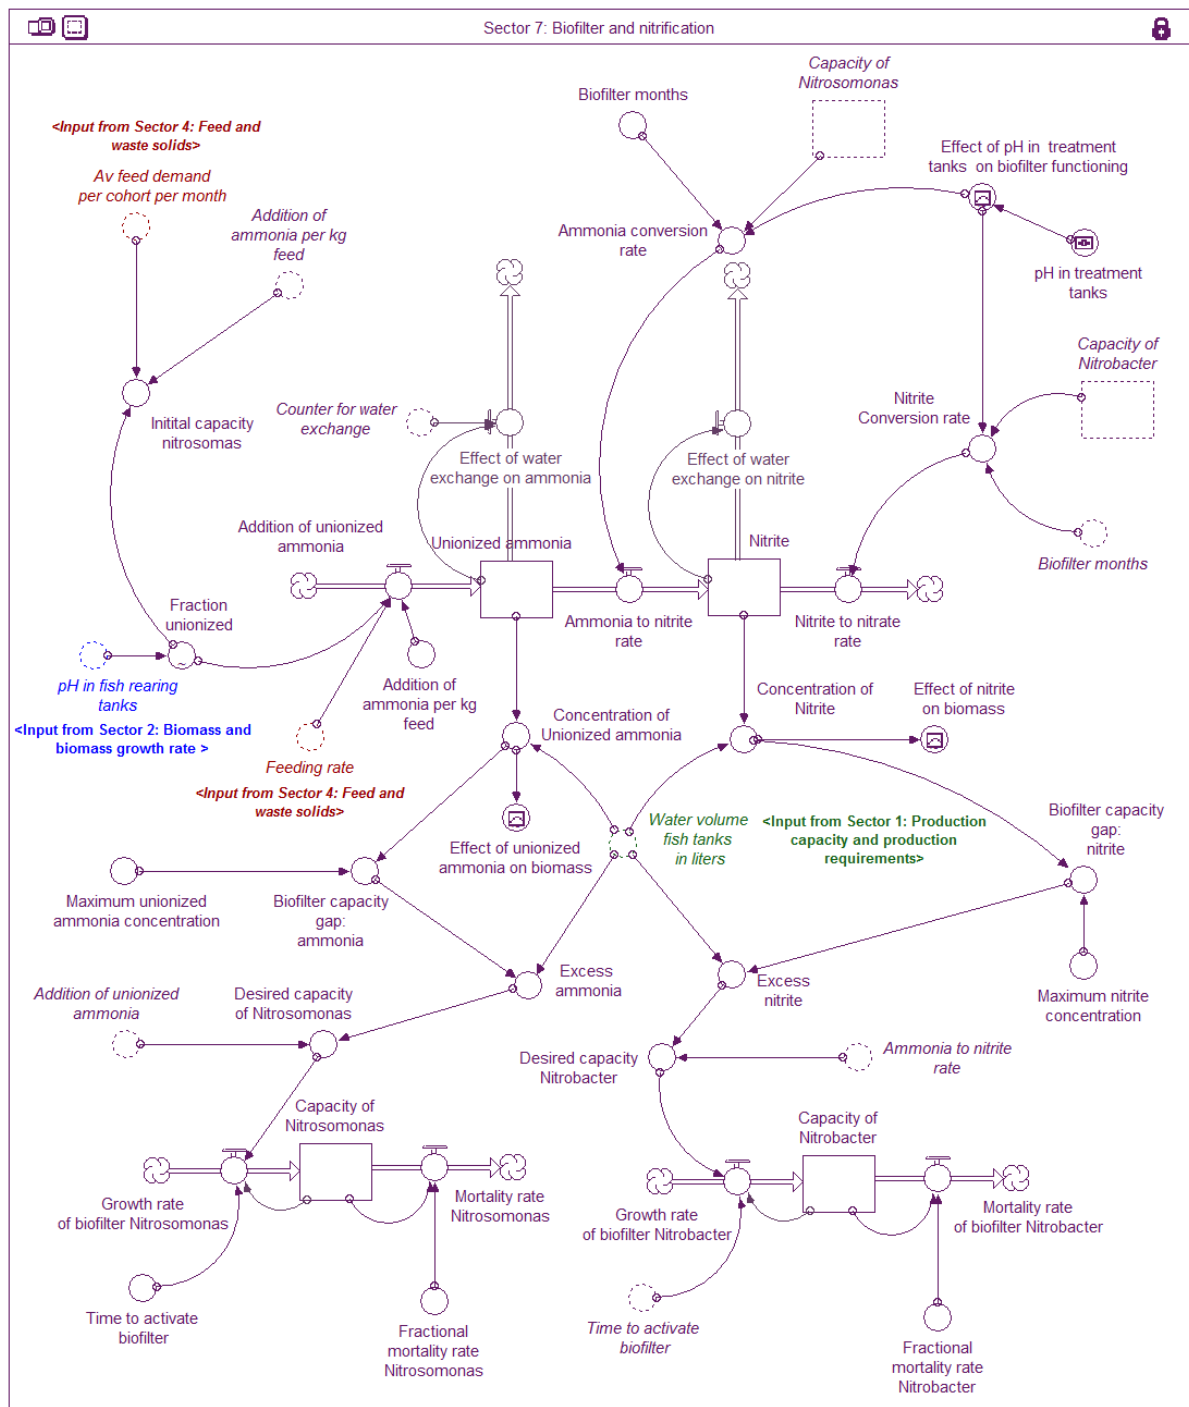 Sector 7: Biofilter and nitrification
Capacity of
Nitrosomonas
Biofilter months
<Input from Sector 4: Feed and
waste solids>
Effect of pH in treatment
tanks on biofilter functioning
Av feed demand
per cohort per month
Addition of
ammonia per kg
feed
Ammonia conversion
rate
pH in treatment
tanks
Capacity of
Nitrobacter
Initital capacity
nitrosomas
Counter for water
exchange
Nitrite
Conversion rate
Effect of water
exchange on ammonia
Effect of water
exchange on nitrite
Addition of unionized
ammonia
Unionized ammonia
Nitrite
Biofilter months
Fraction
unionized
Ammonia to nitrite
rate
Nitrite to nitrate
rate
pH in fish rearing
tanks
<Input from Sector 2: Biomass and
biomass growth rate >
Addition of
ammonia per kg
feed
Concentration of
Unionized ammonia
Concentration of
Nitrite
Effect of nitrite
on biomass
Feeding rate
<Input from Sector 4: Feed and
waste solids>
Effect of unionized
ammonia on biomass
Water volume
fish tanks
in liters
<Input from Sector 1: Production
capacity and production
requirements>
Biofilter capacity
gap:
nitrite
Maximum unionized
ammonia concentration
Biofilter capacity
gap:
ammonia
Addition of unionized
ammonia
Desired capacity
of Nitrosomonas
Excess
ammonia
Excess
nitrite
Maximum nitrite
concentration
Desired capacity
Nitrobacter
Ammonia to nitrite
rate
Capacity of
Nitrosomonas
Capacity of
Nitrobacter
Growth rate
of biofilter Nitrosomonas
Mortality rate
Nitrosomonas
Growth rate
of biofilter Nitrobacter
Mortality rate
of biofilter Nitrobacter
Time to activate
biofilter
Fractional
mortality rate
Nitrosomonas
Time to activate
biofilter
Fractional
mortality rate
Nitrobacter